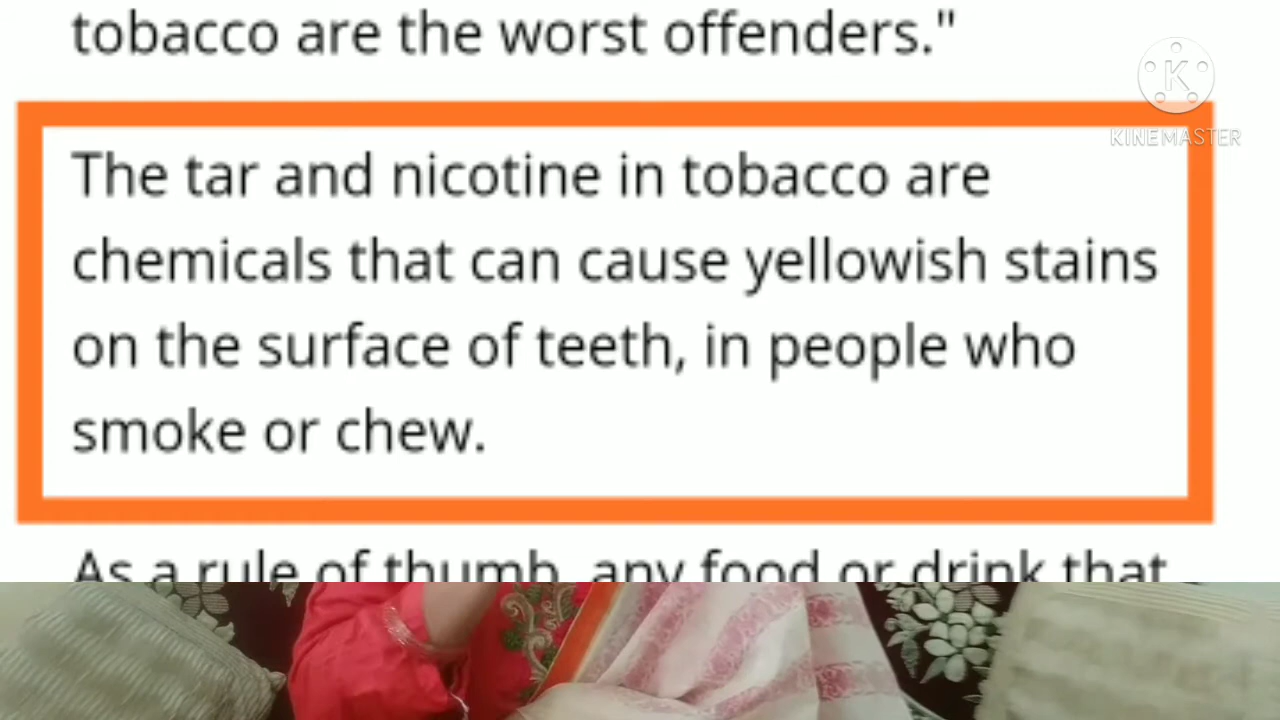 tobacco are the worst offenders."
K
KINEMASTER
The tar and nicotine in tobacco are
chemicals that can cause yellowish stains
on the surface of teeth, in people who
smoke or chew.
As a rule of thumb, any food or drink that